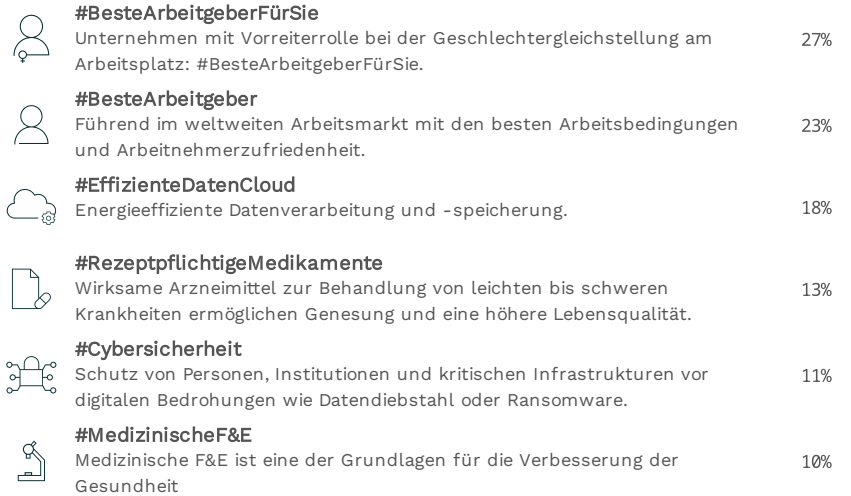 #BesteArbeitgeberFürSie
Unternehmen mit Vorreiterrolle bei der Geschlechtergleichstellung am
Arbeitsplatz: #BesteArbeitgeberFürSie.
27%
#BesteArbeitgeber
Führend im weltweiten Arbeitsmarkt mit den besten Arbeitsbedingungen
und Arbeitnehmerzufriedenheit.
23%
#EffizienteDatenCloud
Energieeffiziente Datenverarbeitung und -speicherung.
18%
#RezeptpflichtigeMedikamente
Wirksame Arzneimittel zur Behandlung von leichten bis schweren
Krankheiten ermöglichen Genesung und eine höhere Lebensqualität.
13%
#Cybersicherheit
Schutz von Personen, Institutionen und kritischen Infrastrukturen vor
digitalen Bedrohungen wie Datendiebstahl oder Ransomware.
11%
#MedizinischeF&E
Medizinische F&E ist eine der Grundlagen für die Verbesserung der
Gesundheit
10%